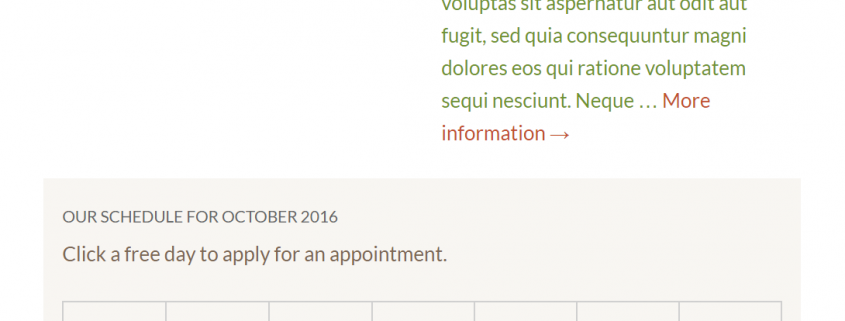 voluptas sit aspernatur aut odit aut
fugit, sed quia consequuntur magni
dolores eos qui ratione voluptatem
sequi nesciunt. Neque … More
information →
OUR SCHEDULE FOR OCTOBER 2016
Click a free day to apply for an appointment.